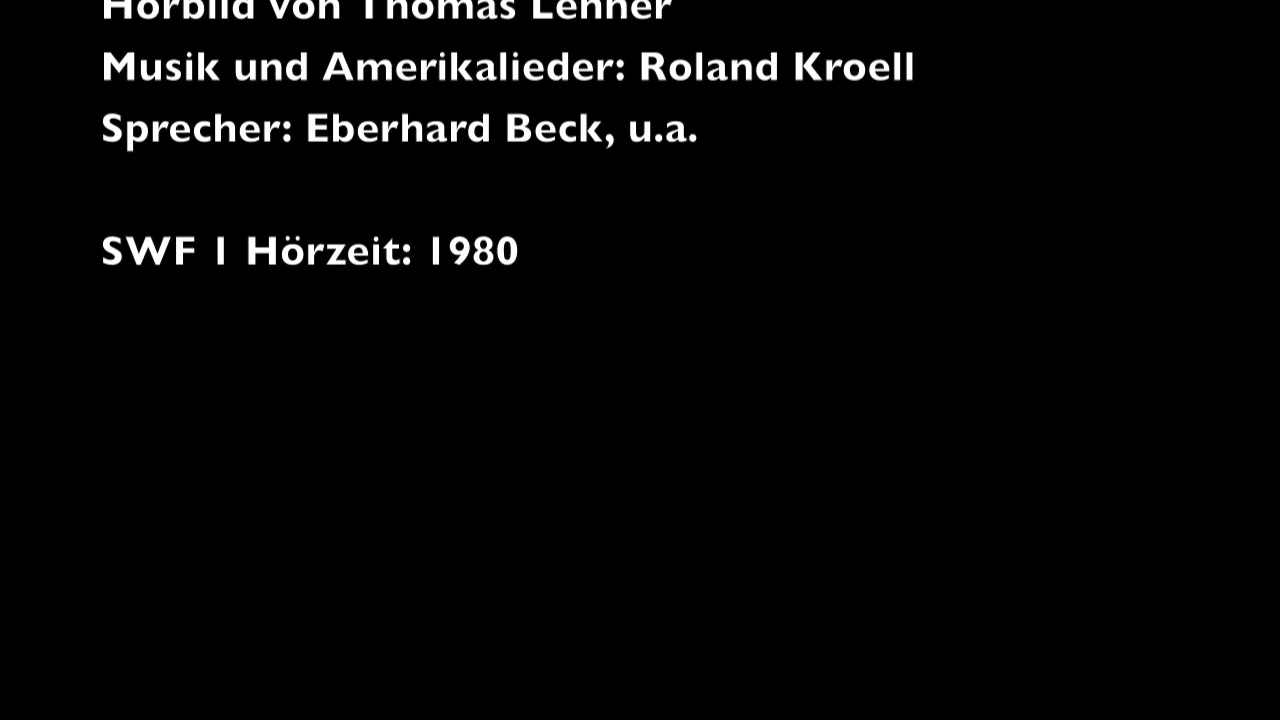 Hörbild von Thomas Lehner
Musik und Amerikalieder: Roland Kroell
Sprecher: Eberhard Beck, u.a.
SWF 1 Hörzeit: 1980